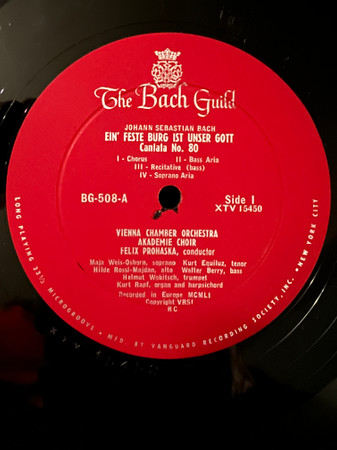 The Bach Guild
JOHANN SEBASTIAN BACH
EIN' FESTE BURG IST UNSER GOTT
Cantata No. 80
I - Chorus II - Bass Aria
III - Recitative (bass)
IV - Soprano Aria
BG-508-A
Side I
XTV 15450
VIENNA CHAMBER ORCHESTRA
AKADEMIE CHOIR
FELIX PROHASKA, conductor
Maja Weis-Osborn, soprano Kurt Equiluz, tenor
Hilde Rossl-Majdan, alto Walter Berry, bass
Helmut Wobitsch, trumpet
Kurt Rapf, organ and harpsichord
Recorded in Europe MCMLI
Copyright VRSI
RC
LONG PLAYING 33⅓ MICROGROOVE • MFD. BY VANGUARD RECORDING SOCIETY, INC. • NEW YORK CITY